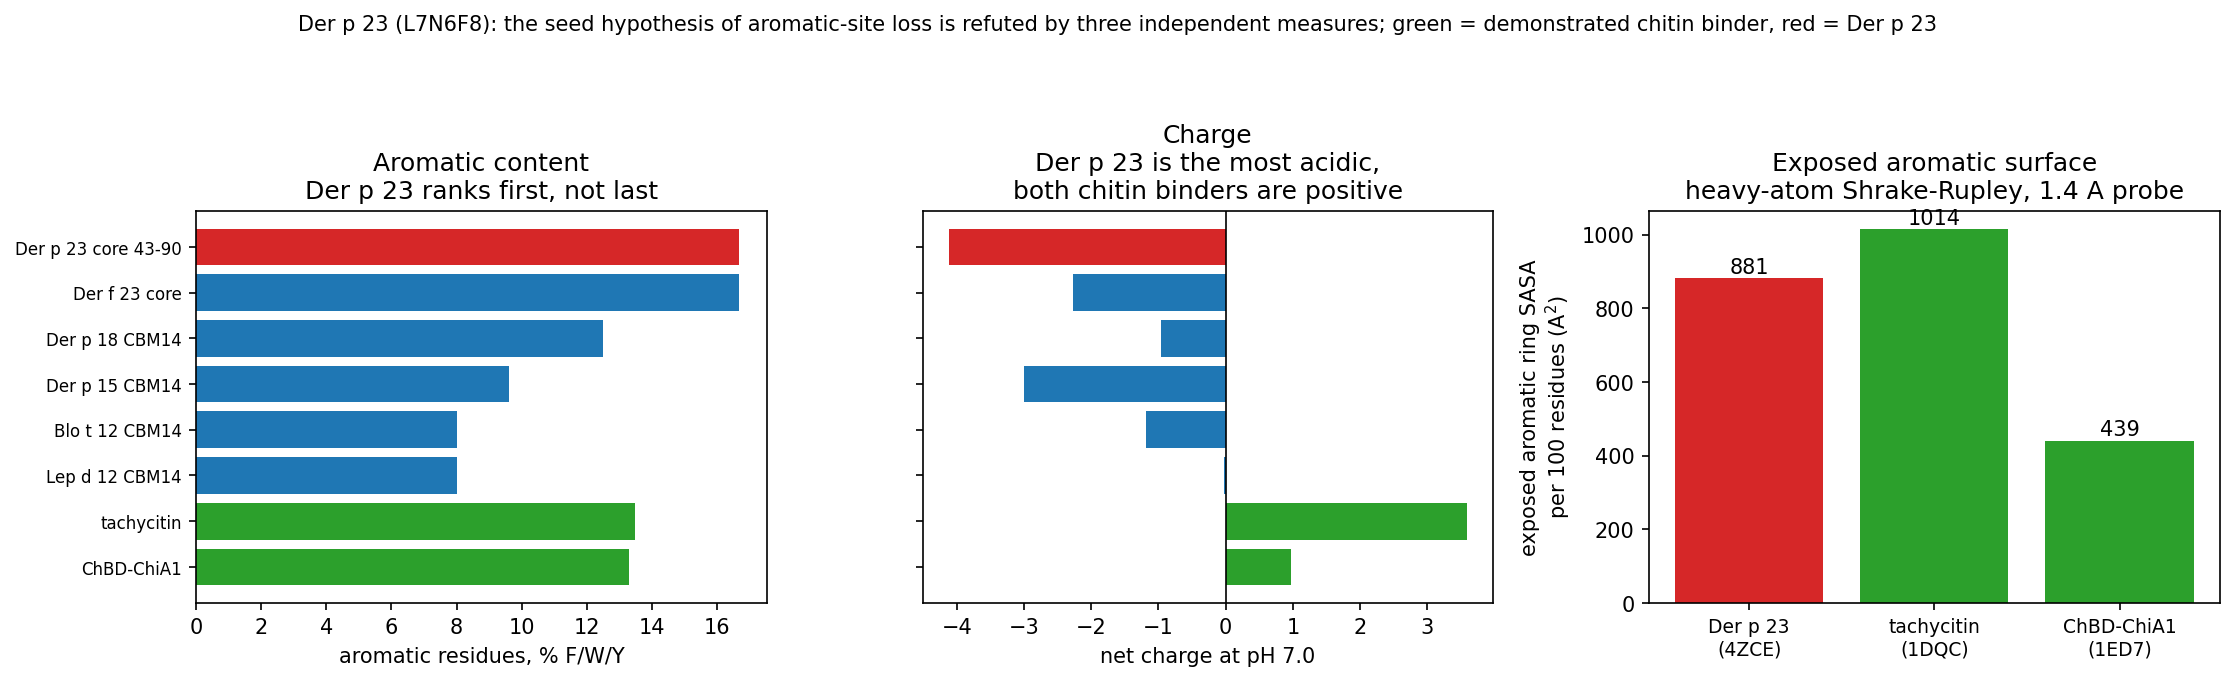 Der p 23 (L7N6F8): the seed hypothesis of aromatic-site loss is refuted by three independent measures; green = demonstrated chitin binder, red = Der p 23
Aromatic content
Der p 23 ranks first, not last
Der p 23 core 43-90
Der f 23 core
Der p 18 CBM14
Der p 15 CBM14
Blo t 12 CBM14
Lep d 12 CBM14
tachycitin
ChBD-ChiA1
0 2 4 6 8 10 12 14 16
aromatic residues, % F/W/Y
Charge
Der p 23 is the most acidic,
both chitin binders are positive
−4 −3 −2 −1 0 1 2 3
net charge at pH 7.0
Exposed aromatic surface
heavy-atom Shrake-Rupley, 1.4 A probe
exposed aromatic ring SASA
per 100 residues (A²)
1000
800
600
400
200
0
881
1014
439
Der p 23
(4ZCE)
tachycitin
(1DQC)
ChBD-ChiA1
(1ED7)